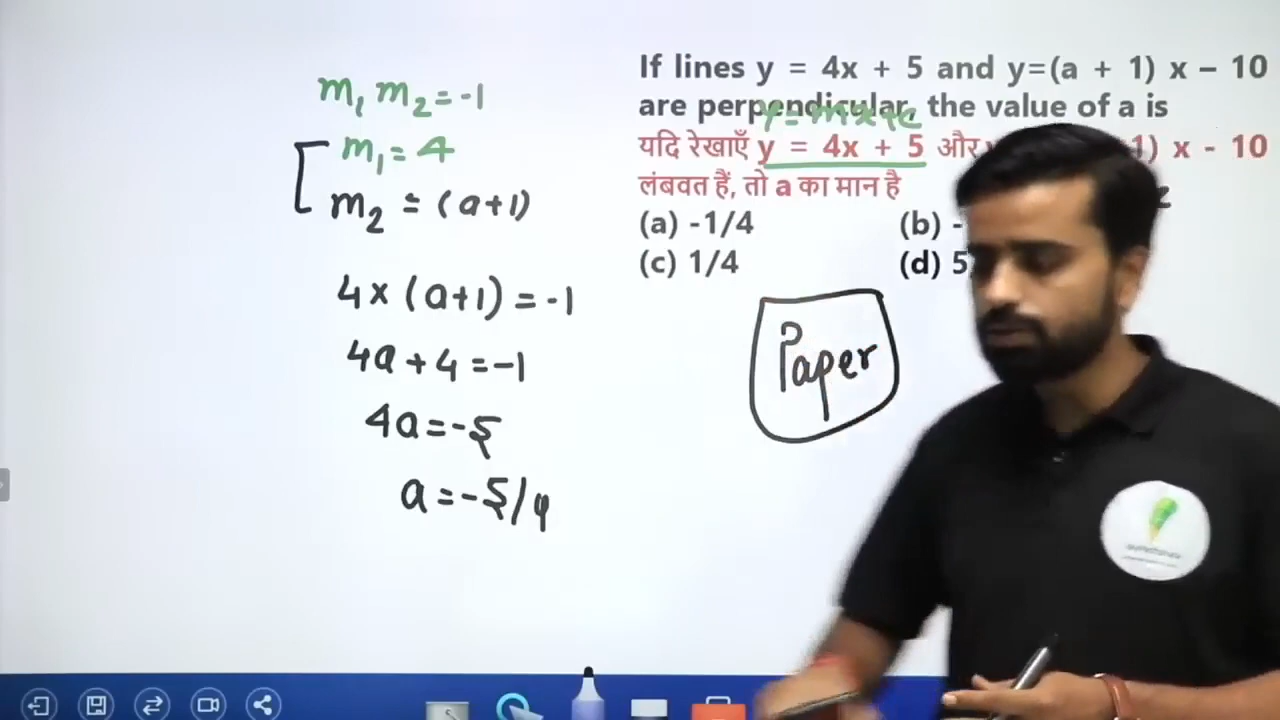 If lines y = 4x + 5 and y=(a + 1) x – 10
are perpendicular, the value of a is
y=mx+c
यदि रेखाएँ y = 4x + 5 और 1) x - 10
लंबवत हैं, तो a का मान है
(a) -1/4 (b) -
(c) 1/4 (d) 5
m₁ m₂ = -1
m₁ = 4
m₂ = (a+1)
4 × (a+1) = -1
4a + 4 = -1
4a = -5
a = -5/4
Paper